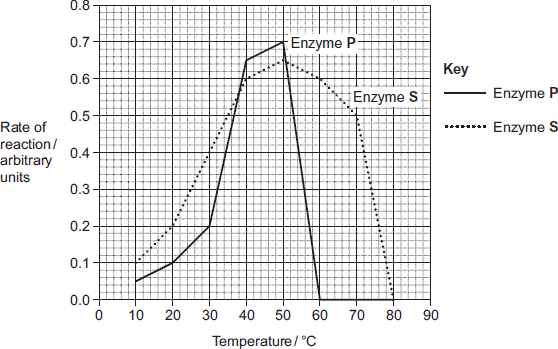 0.8
0.7
0.6
0.5
0.4
0.3
0.2
0.1
0.0
Rate of
reaction /
arbitrary
units
0 10 20 30 40 50 60 70 80 90
Temperature / °C
Enzyme P
Enzyme S
Key
Enzyme P
Enzyme S